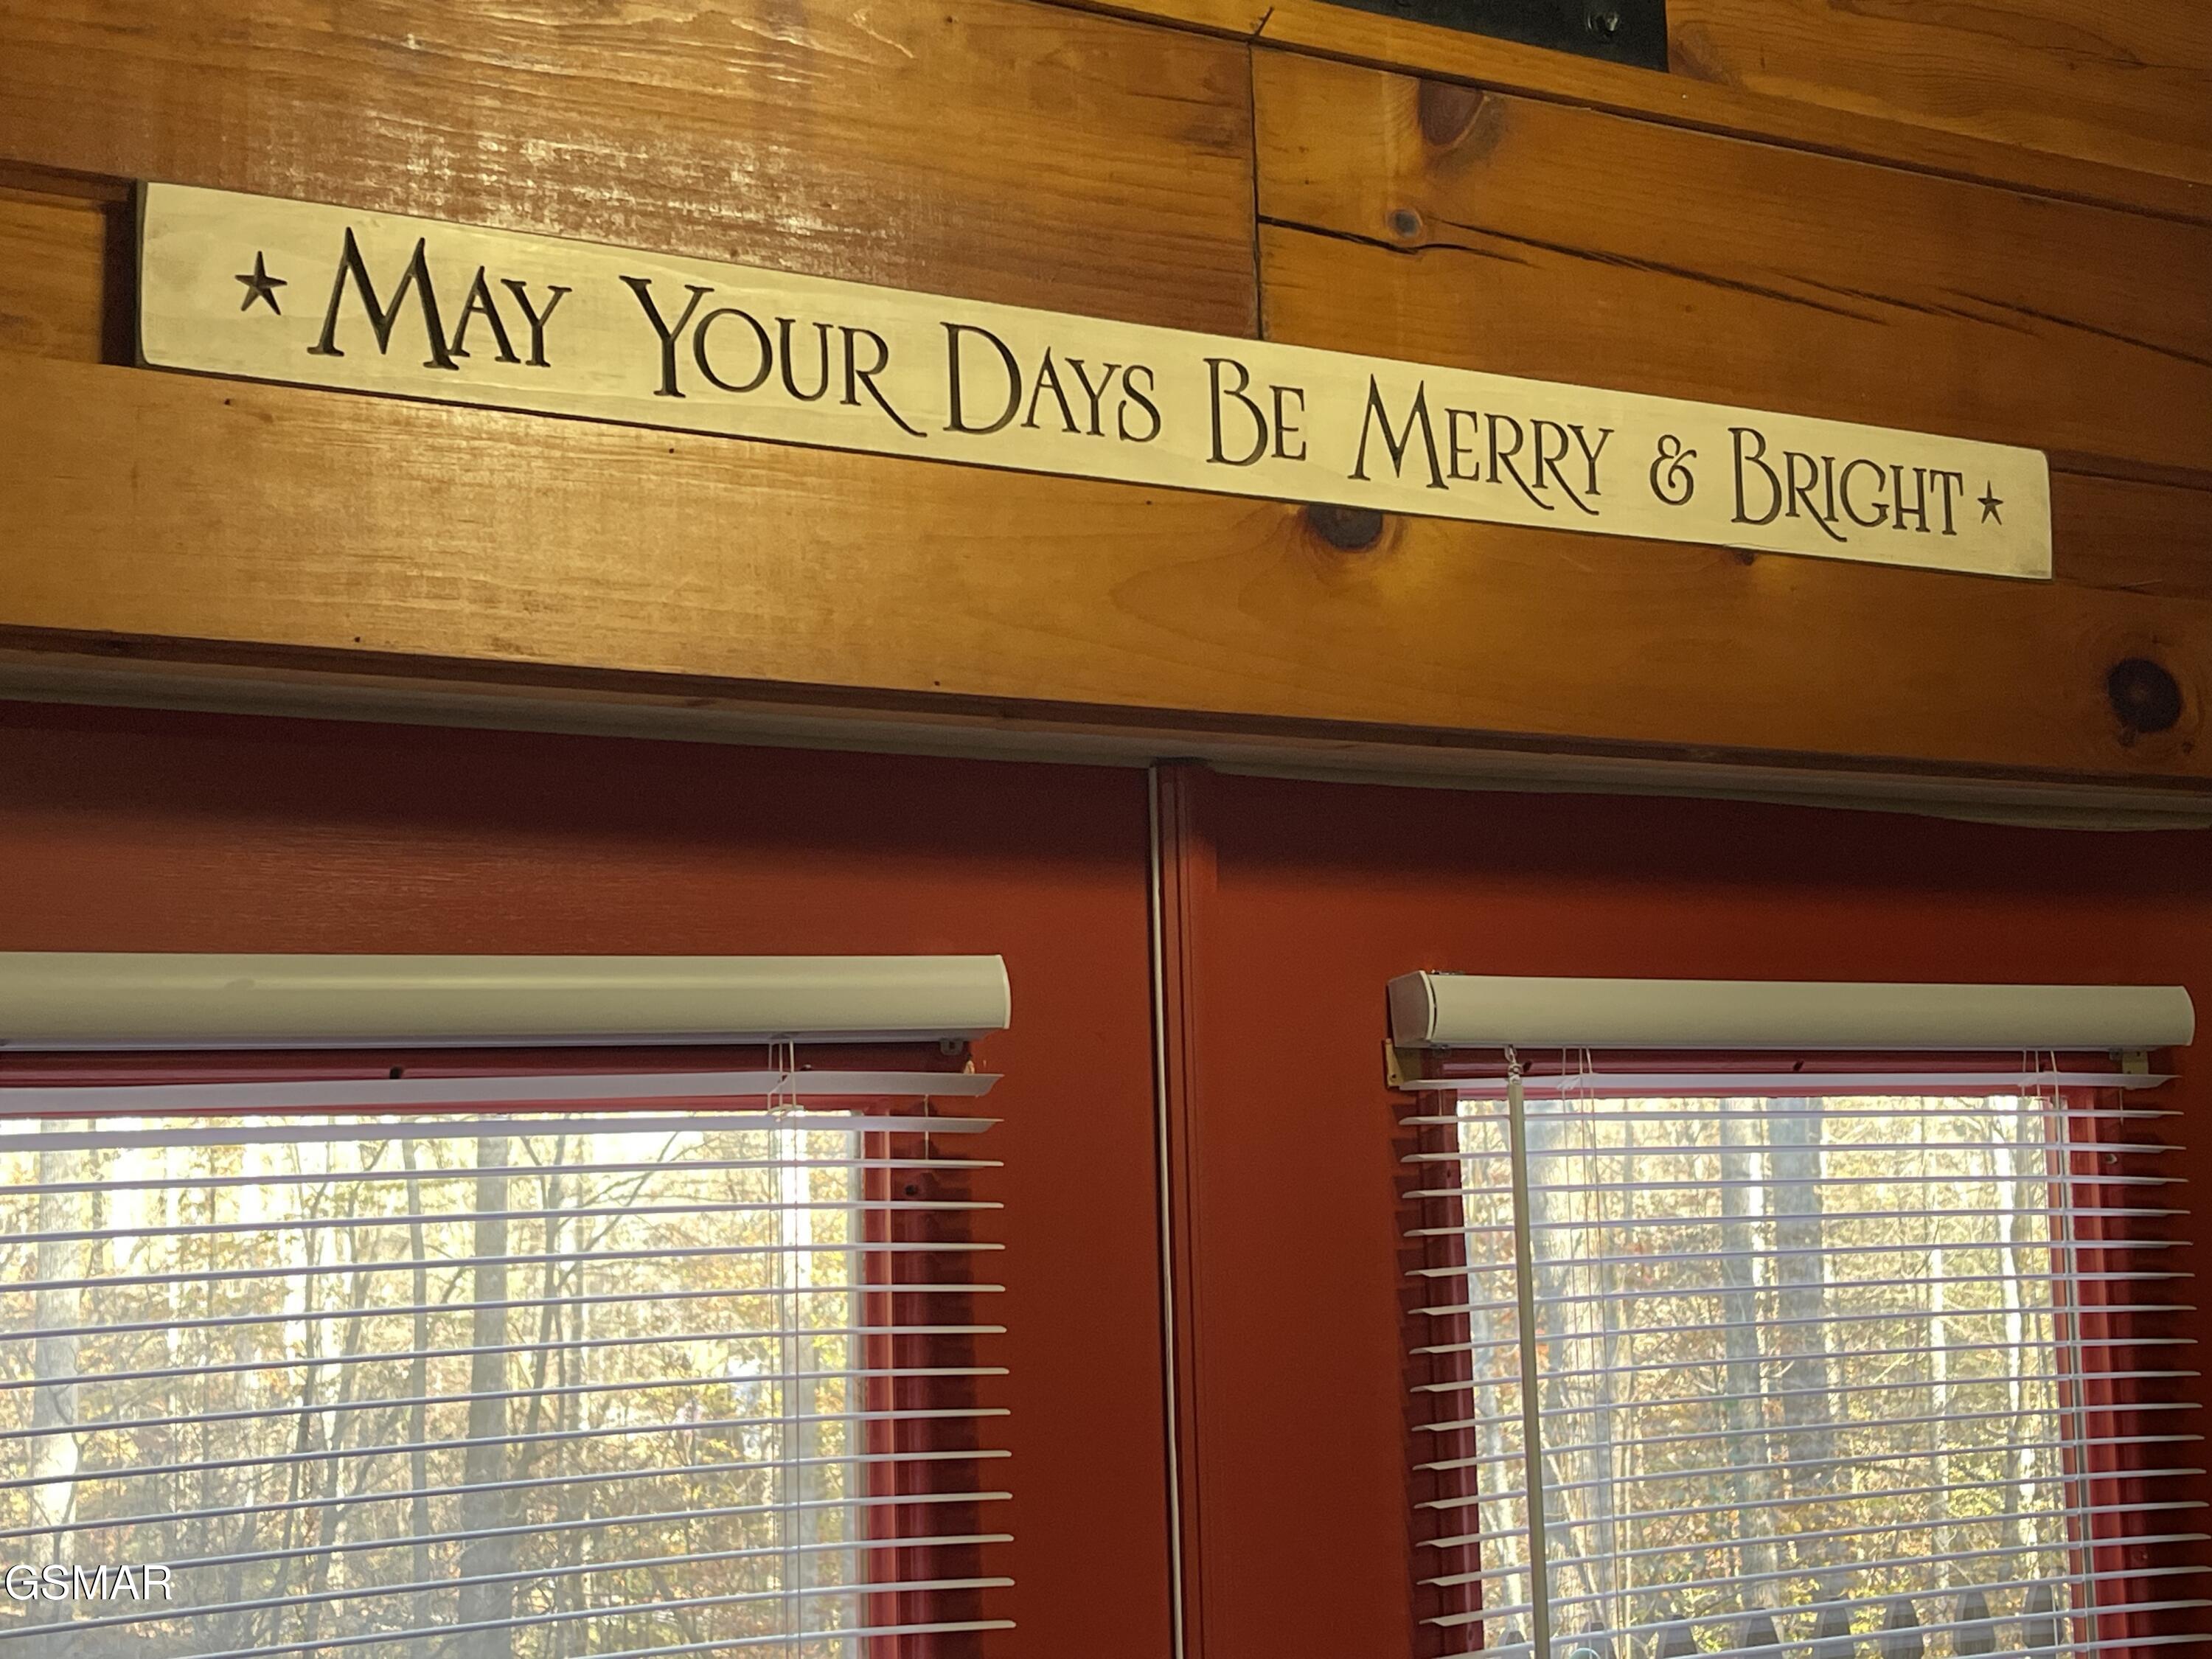 ★ May Your Days Be Merry & Bright ★
GSMAR